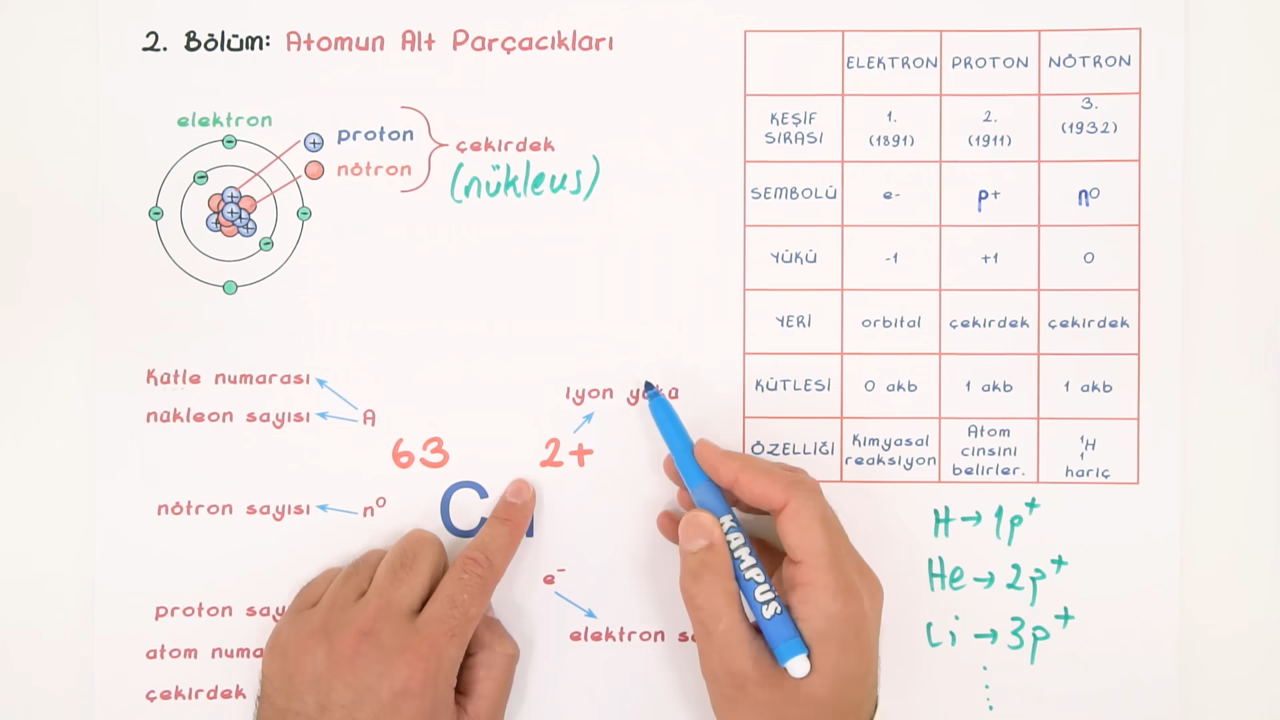 2. Bölüm: Atomun Alt Parçacıkları
elektron
proton
nötron
çekirdek
(nükleus)
ELEKTRON PROTON NÖTRON
KEŞİF SIRASI 1. (1891) 2. (1911) 3. (1932)
SEMBOLÜ e- p+ n0
YÜKÜ -1 +1 0
YERİ orbital çekirdek çekirdek
KÜTLESİ 0 akb 1 akb 1 akb
ÖZELLİĞİ Kimyasal reaksiyon Atom cinsini belirler. 1 1 H hariç
Kütle numarası
nükleon sayısı
A
63
2+
İyon
nötron sayısı
n0
e-
elektron
proton
atom
çekirdek
H → 1p+
He → 2p+
Li → 3p+
KAMPÜS